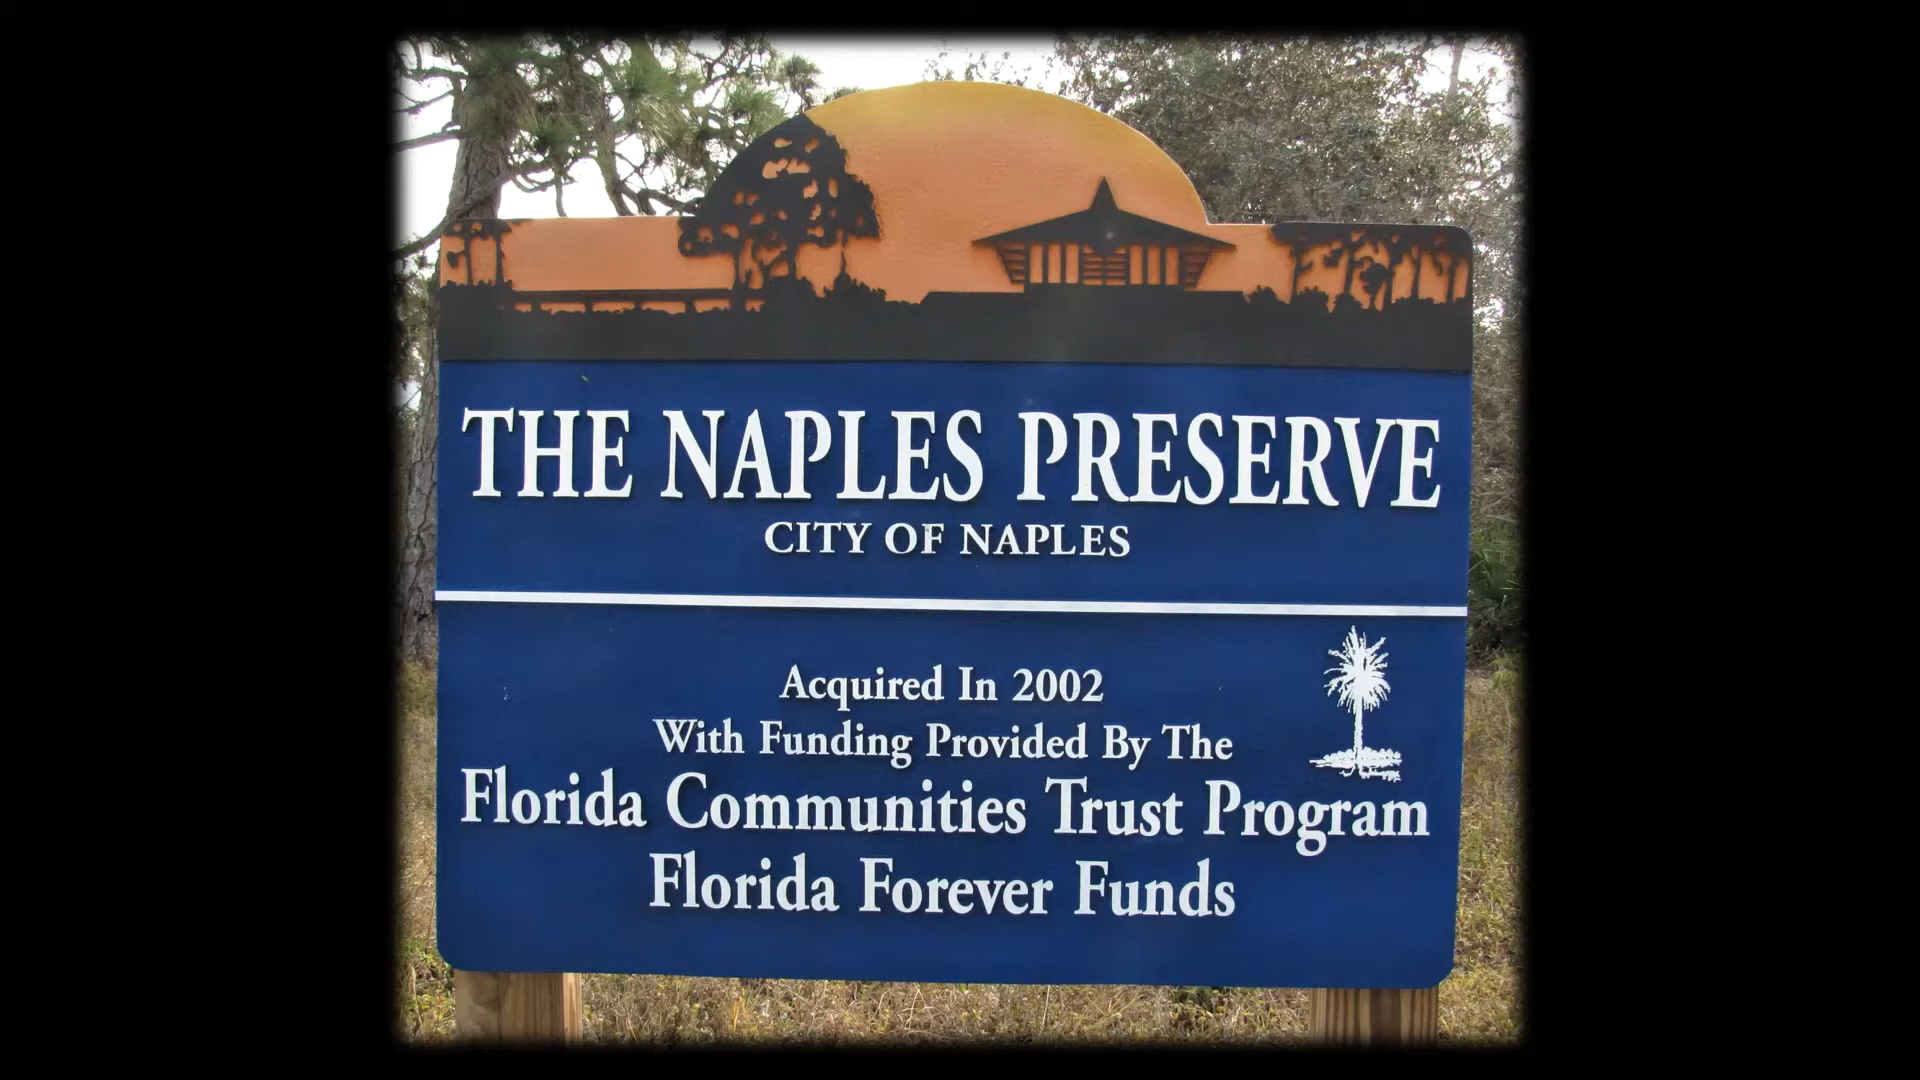 THE NAPLES PRESERVE
CITY OF NAPLES
Acquired In 2002
With Funding Provided By The
Florida Communities Trust Program
Florida Forever Funds